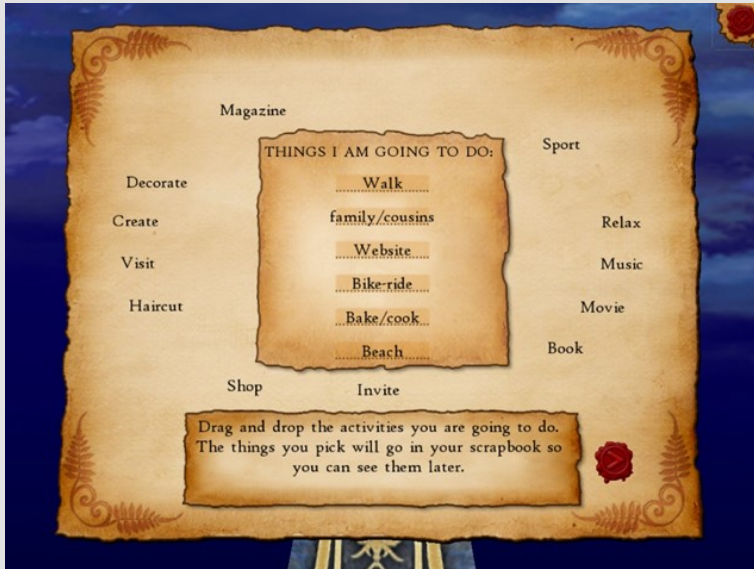 Magazine
Sport
THINGS I AM GOING TO DO:
Decorate
Walk
family/cousins
Create
Relax
Website
Visit
Music
Bike-ride
Haircut
Movie
Bake/cook
Beach
Book
Shop
Invite
Drag and drop the activities you are going to do.
The things you pick will go in your scrapbook so
you can see them later.